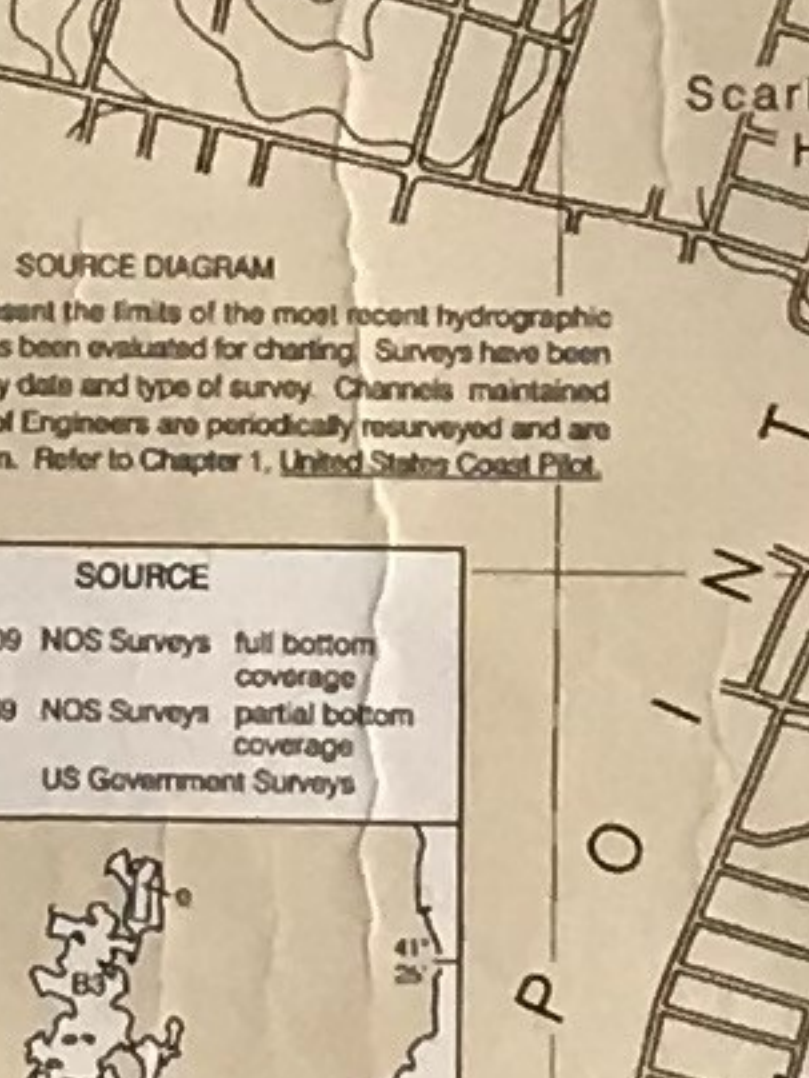 Scar
H
SOURCE DIAGRAM
sent the limits of the most recent hydrographic
s been evaluated for charting. Surveys have been
y date and type of survey. Channels maintained
of Engineers are periodically resurveyed and are
n. Refer to Chapter 1, United States Coast Pilot.
SOURCE
09 NOS Surveys full bottom
coverage
9 NOS Surveys partial bottom
coverage
US Government Surveys
POINT
e
B3
41°
25'